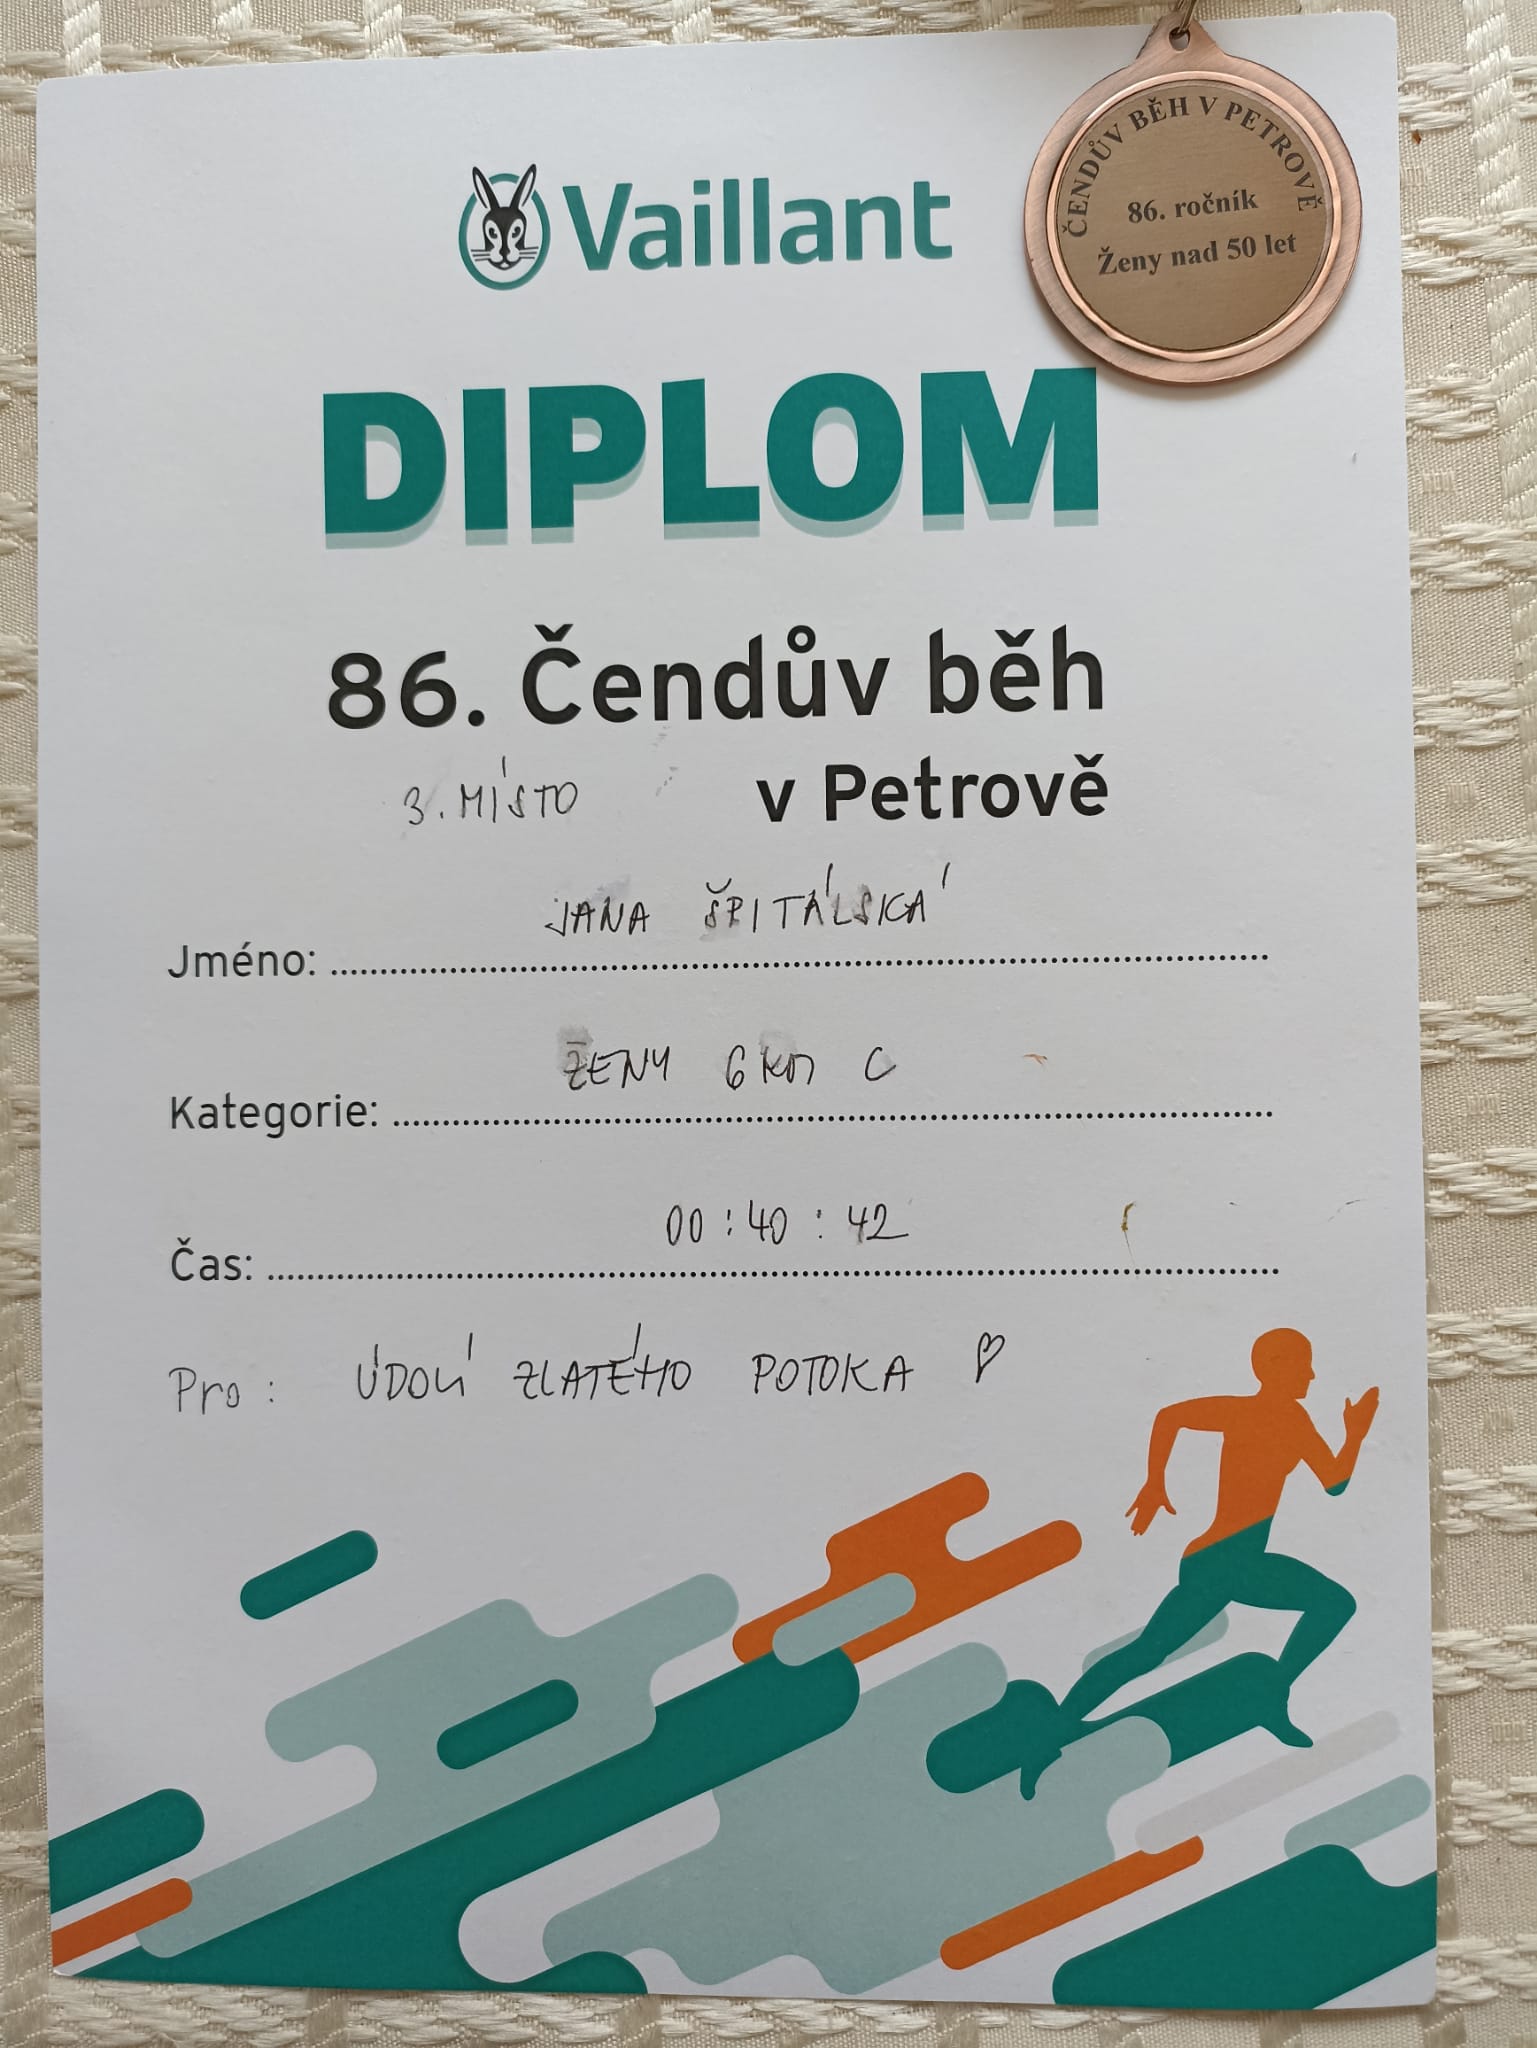 ČENDŮV BĚH V PETROVĚ
86. ročník
Ženy nad 50 let
Vaillant
DIPLOM
86. Čendův běh
3. MÍSTO v Petrově
JANA ŠPITÁLSKÁ
Jméno:
ŽENY 6 km C
Kategorie:
00:40:42
Čas:
Pro: ÚDOLÍ ZLATÉHO POTOKA ♡